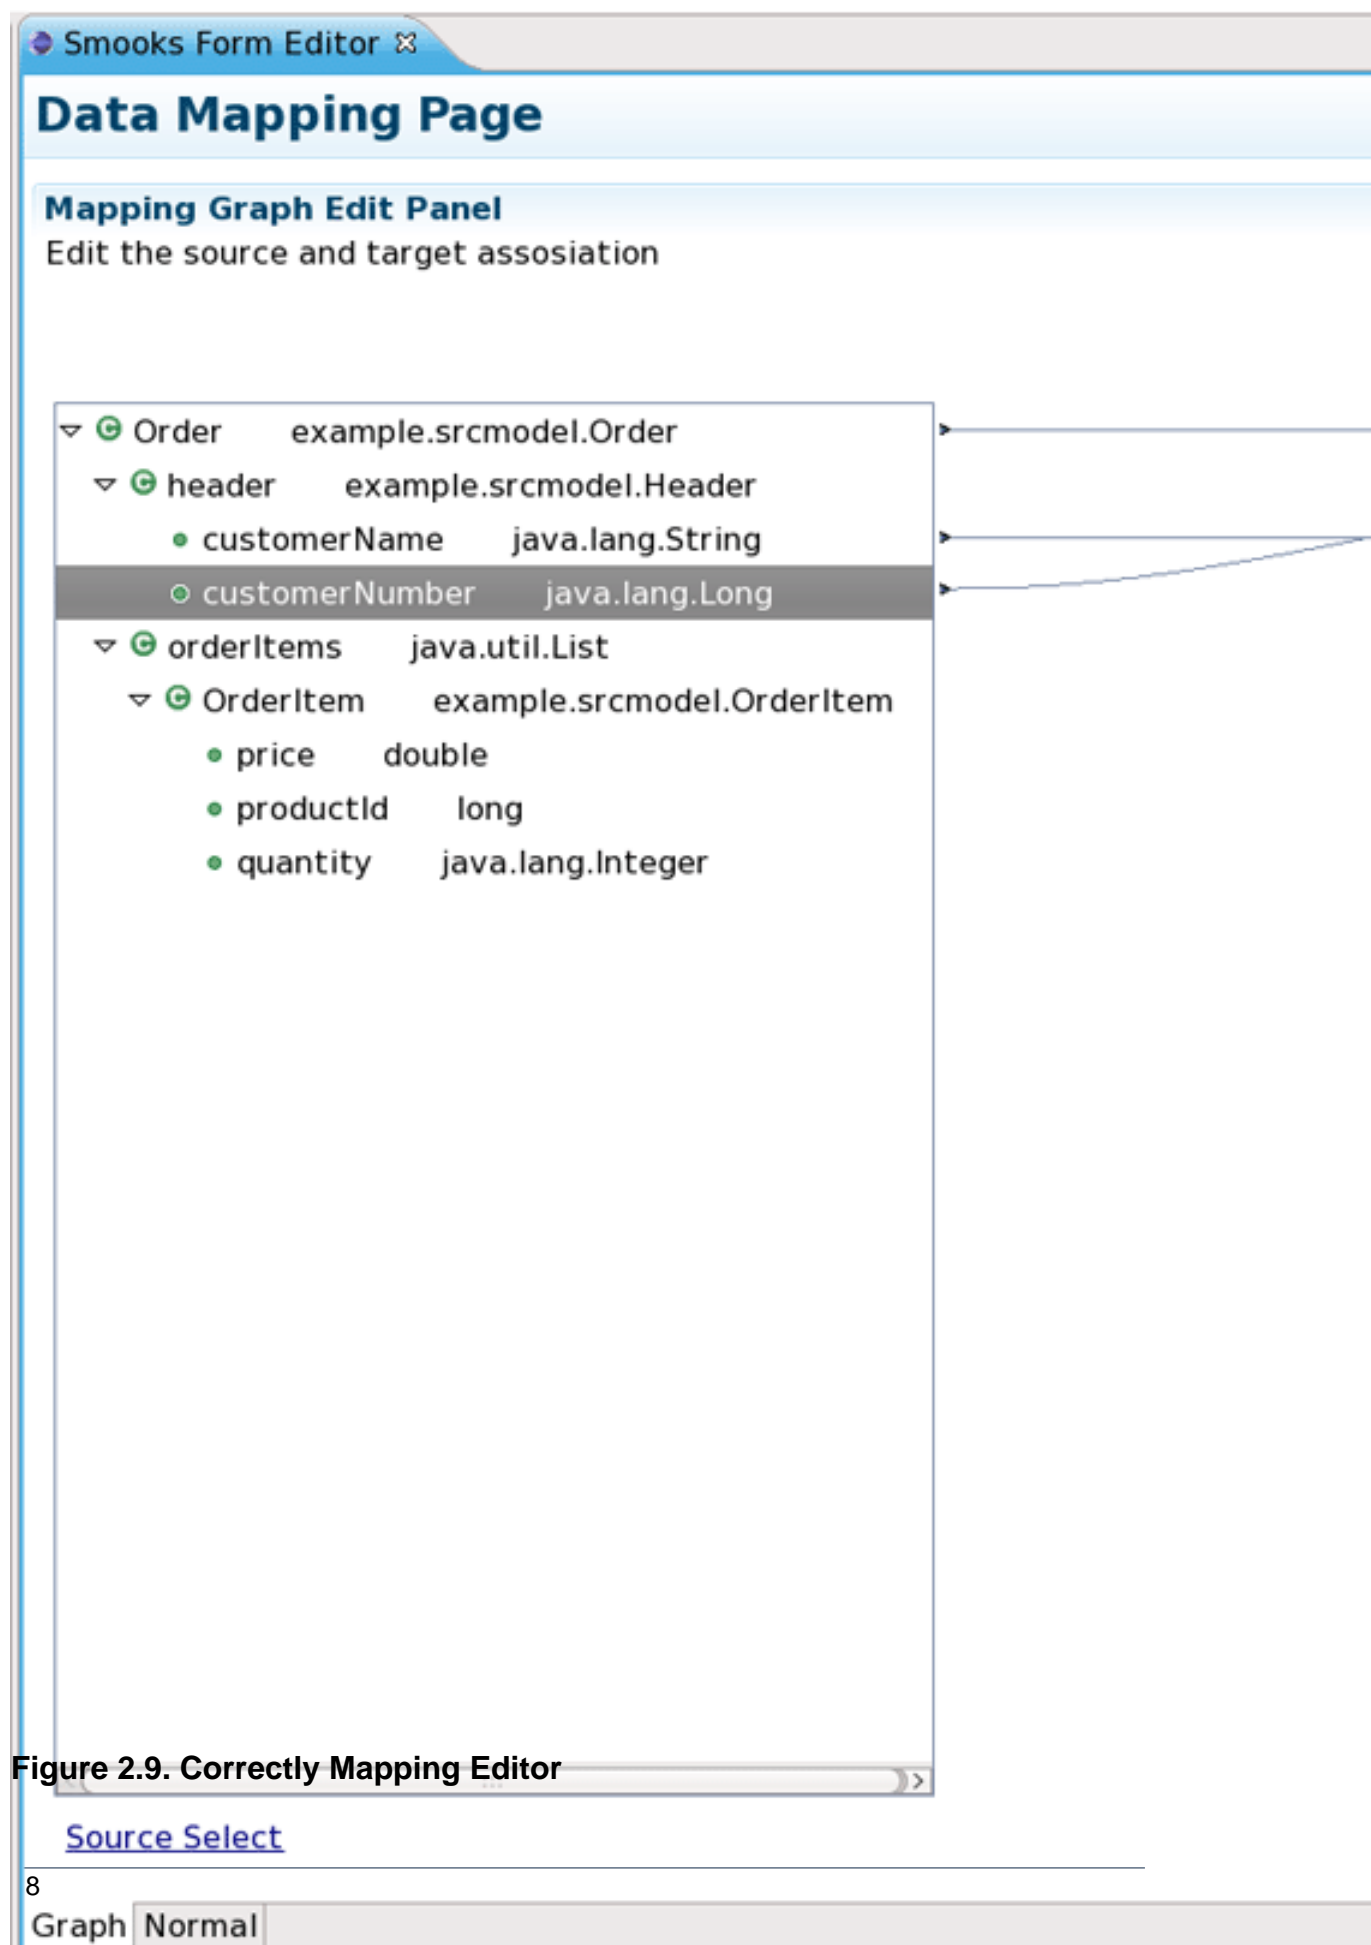 Smooks Form Editor
Data Mapping Page
Mapping Graph Edit Panel
Edit the source and target assosiation
Order example.srcmodel.Order
header example.srcmodel.Header
customerName java.lang.String
customerNumber java.lang.Long
orderItems java.util.List
OrderItem example.srcmodel.OrderItem
price double
productId long
quantity java.lang.Integer
Figure 2.9. Correctly Mapping Editor
Source Select
8
Graph Normal